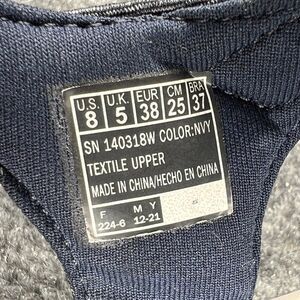 U.S. U.K. EUR CM BRA
8 5 38 25 37
SN 140318W COLOR:NVY
TEXTILE UPPER
MADE IN CHINA/HECHO EN CHINA
F M Y
224-6 12-21